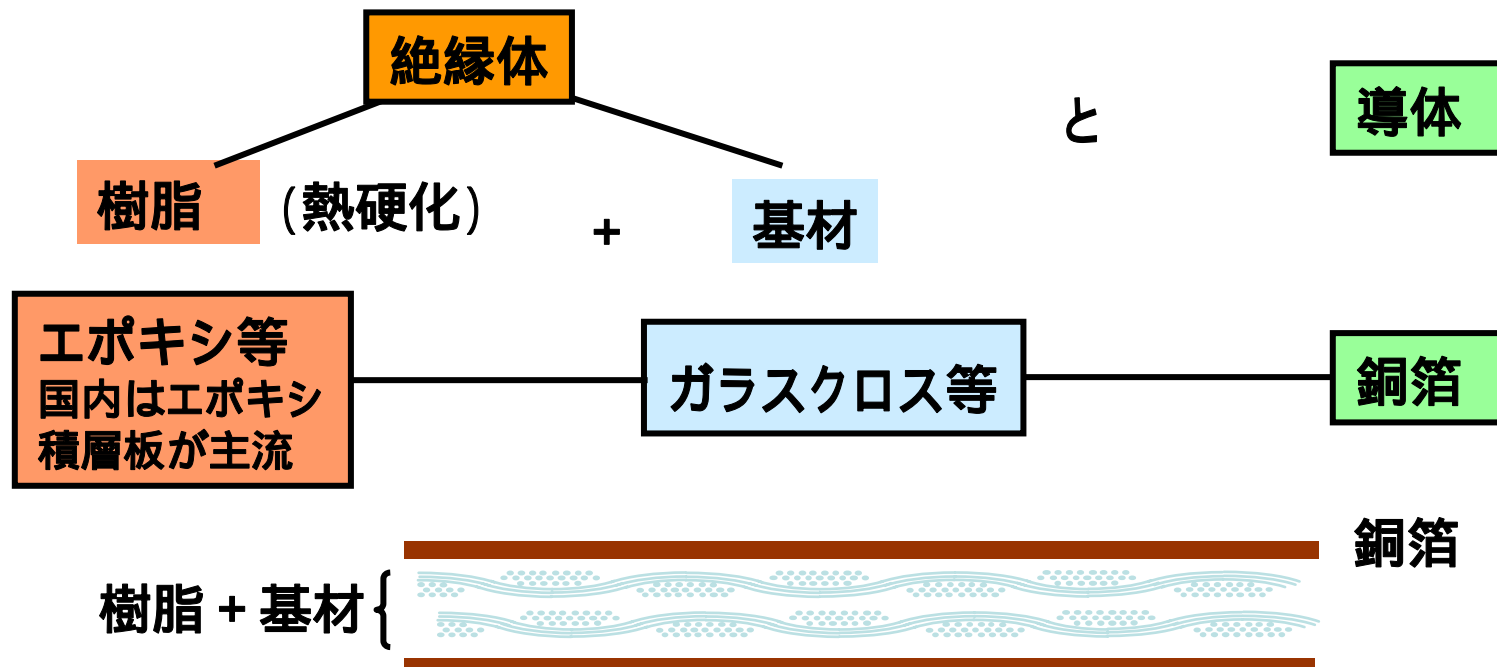 絶縁体
と
導体
樹脂
(熱硬化)
+
基材
エポキシ等
国内はエポキシ
積層板が主流
ガラスクロス等
銅箔
銅箔
樹脂 + 基材